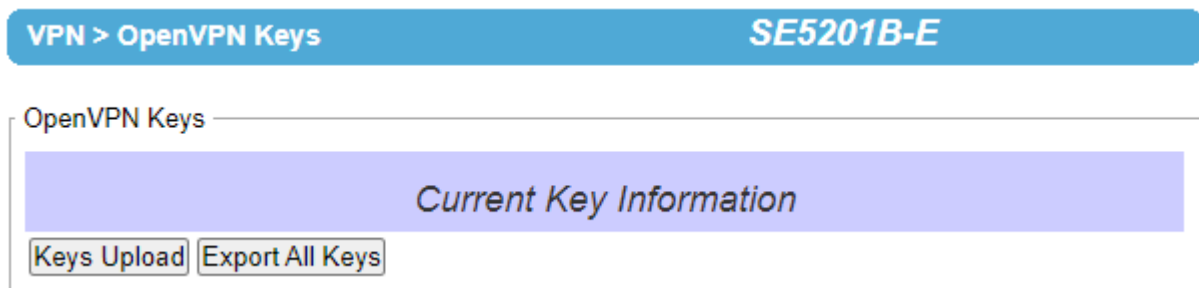 VPN > OpenVPN Keys SE5201B-E
OpenVPN Keys
Current Key Information
Keys Upload Export All Keys